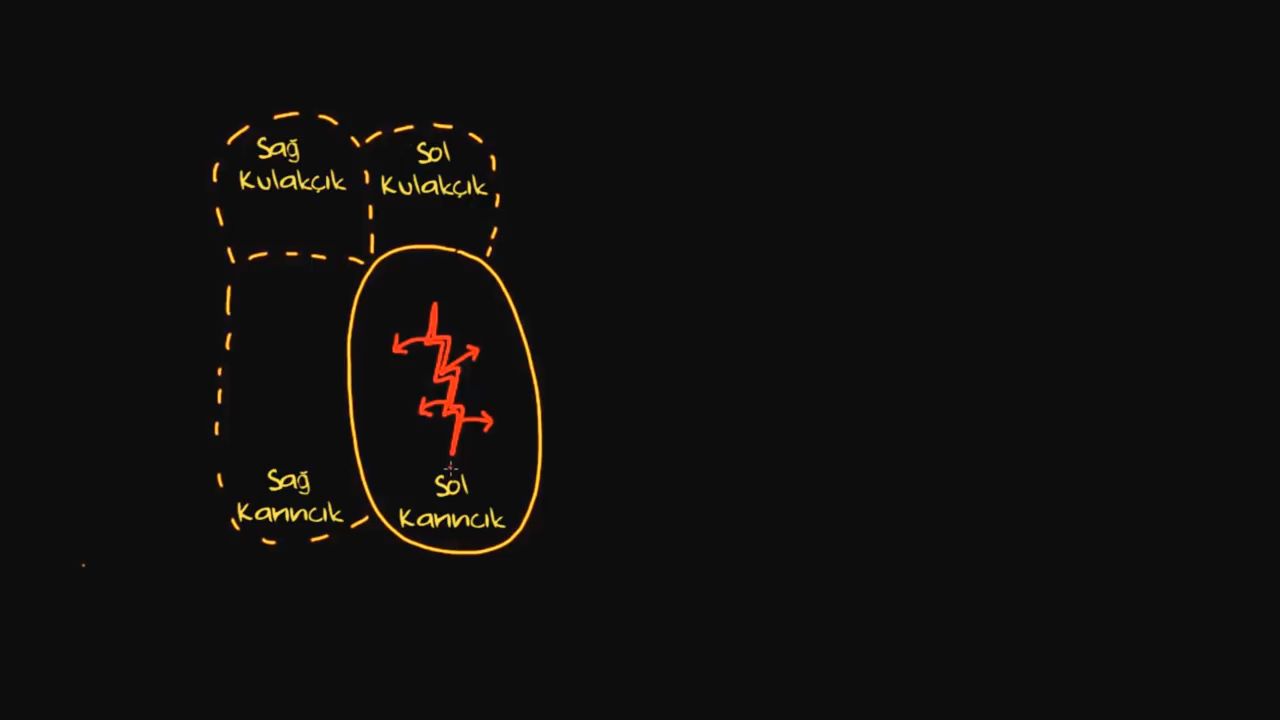 Sağ
Kulakçık
Sol
Kulakçık
Sağ
Karıncık
Sol
Karıncık